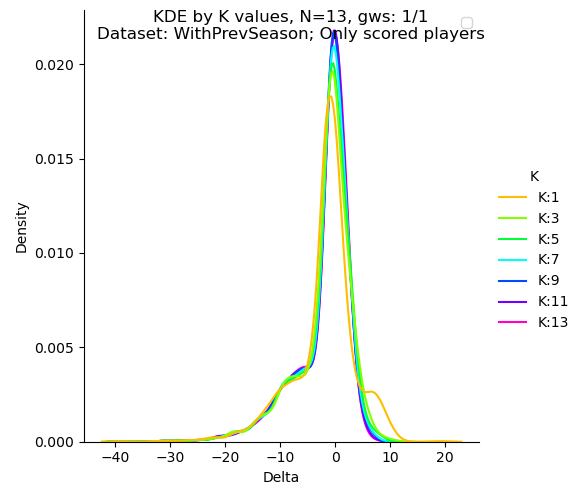 KDE by K values, N=13, gws: 1/1
Dataset: WithPrevSeason; Only scored players
0.020
0.015
0.010
0.005
0.000
Density
−40
−30
−20
−10
0
10
20
Delta
K
K:1
K:3
K:5
K:7
K:9
K:11
K:13